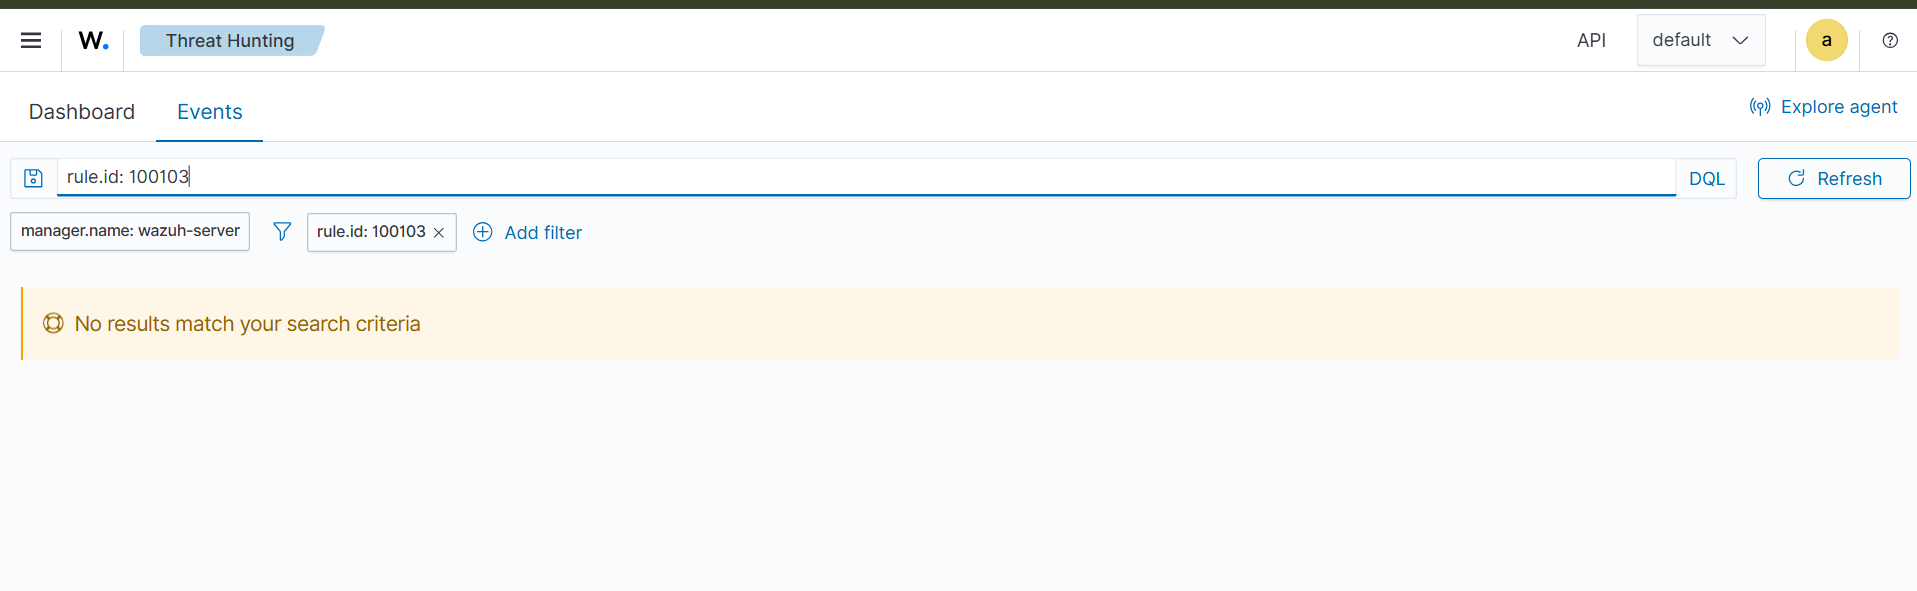 W. Threat Hunting API default a
Dashboard Events Explore agent
rule.id: 100103 DQL Refresh
manager.name: wazuh-server rule.id: 100103 Add filter
No results match your search criteria